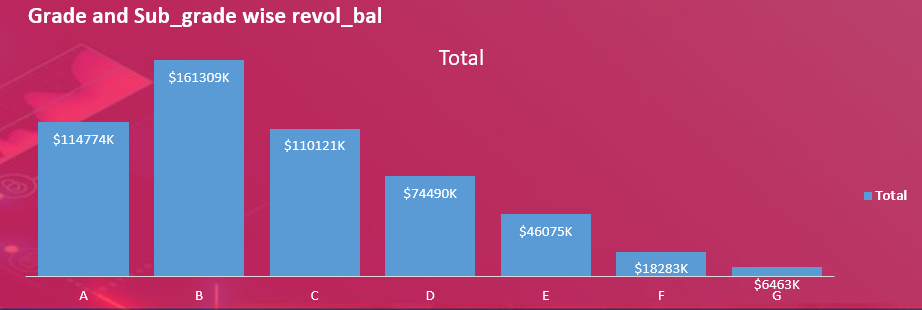 Grade and Sub_grade wise revol_bal
Total
$161309K
$114774K
$110121K
$74490K
Total
$46075K
$18283K
$6463K
A B C D E F G